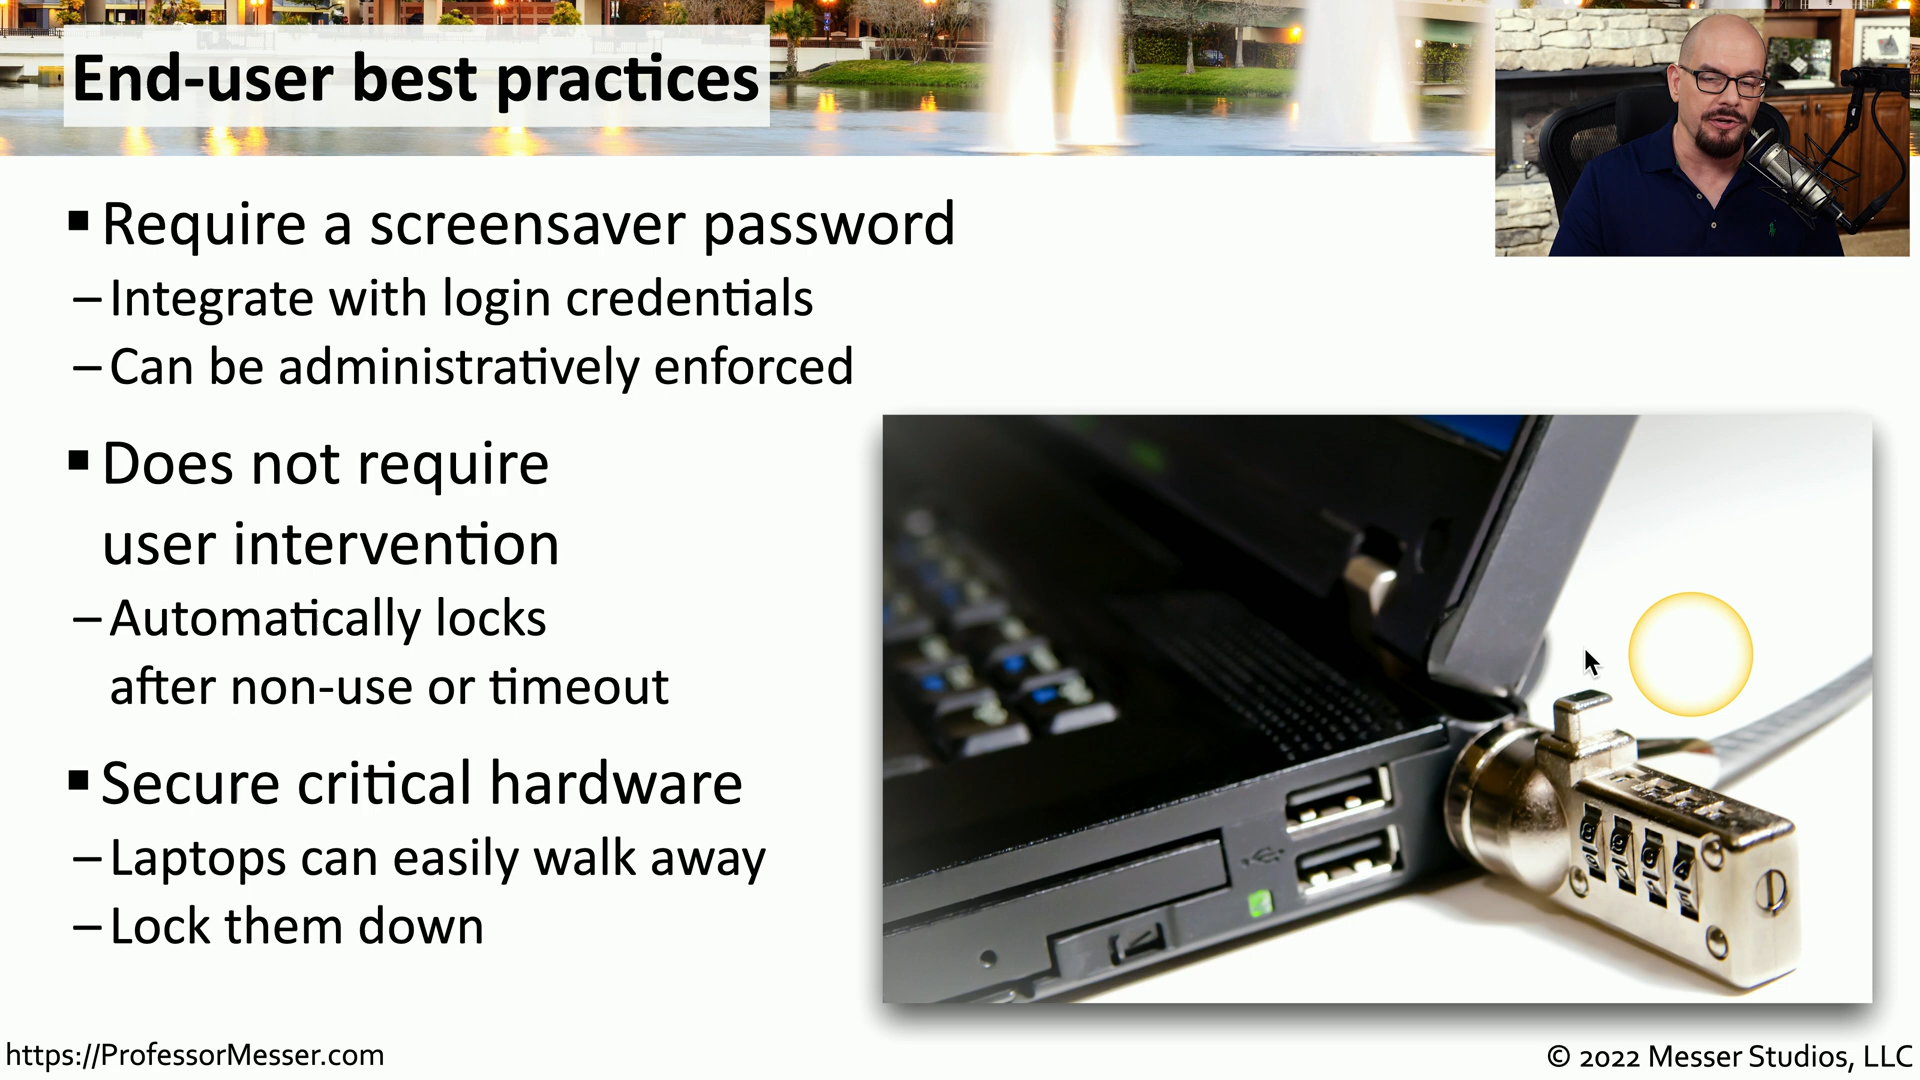 End-user best practices
▪ Require a screensaver password
– Integrate with login credentials
– Can be administratively enforced
▪ Does not require
user intervention
– Automatically locks
after non-use or timeout
▪ Secure critical hardware
– Laptops can easily walk away
– Lock them down
https://ProfessorMesser.com
© 2022 Messer Studios, LLC